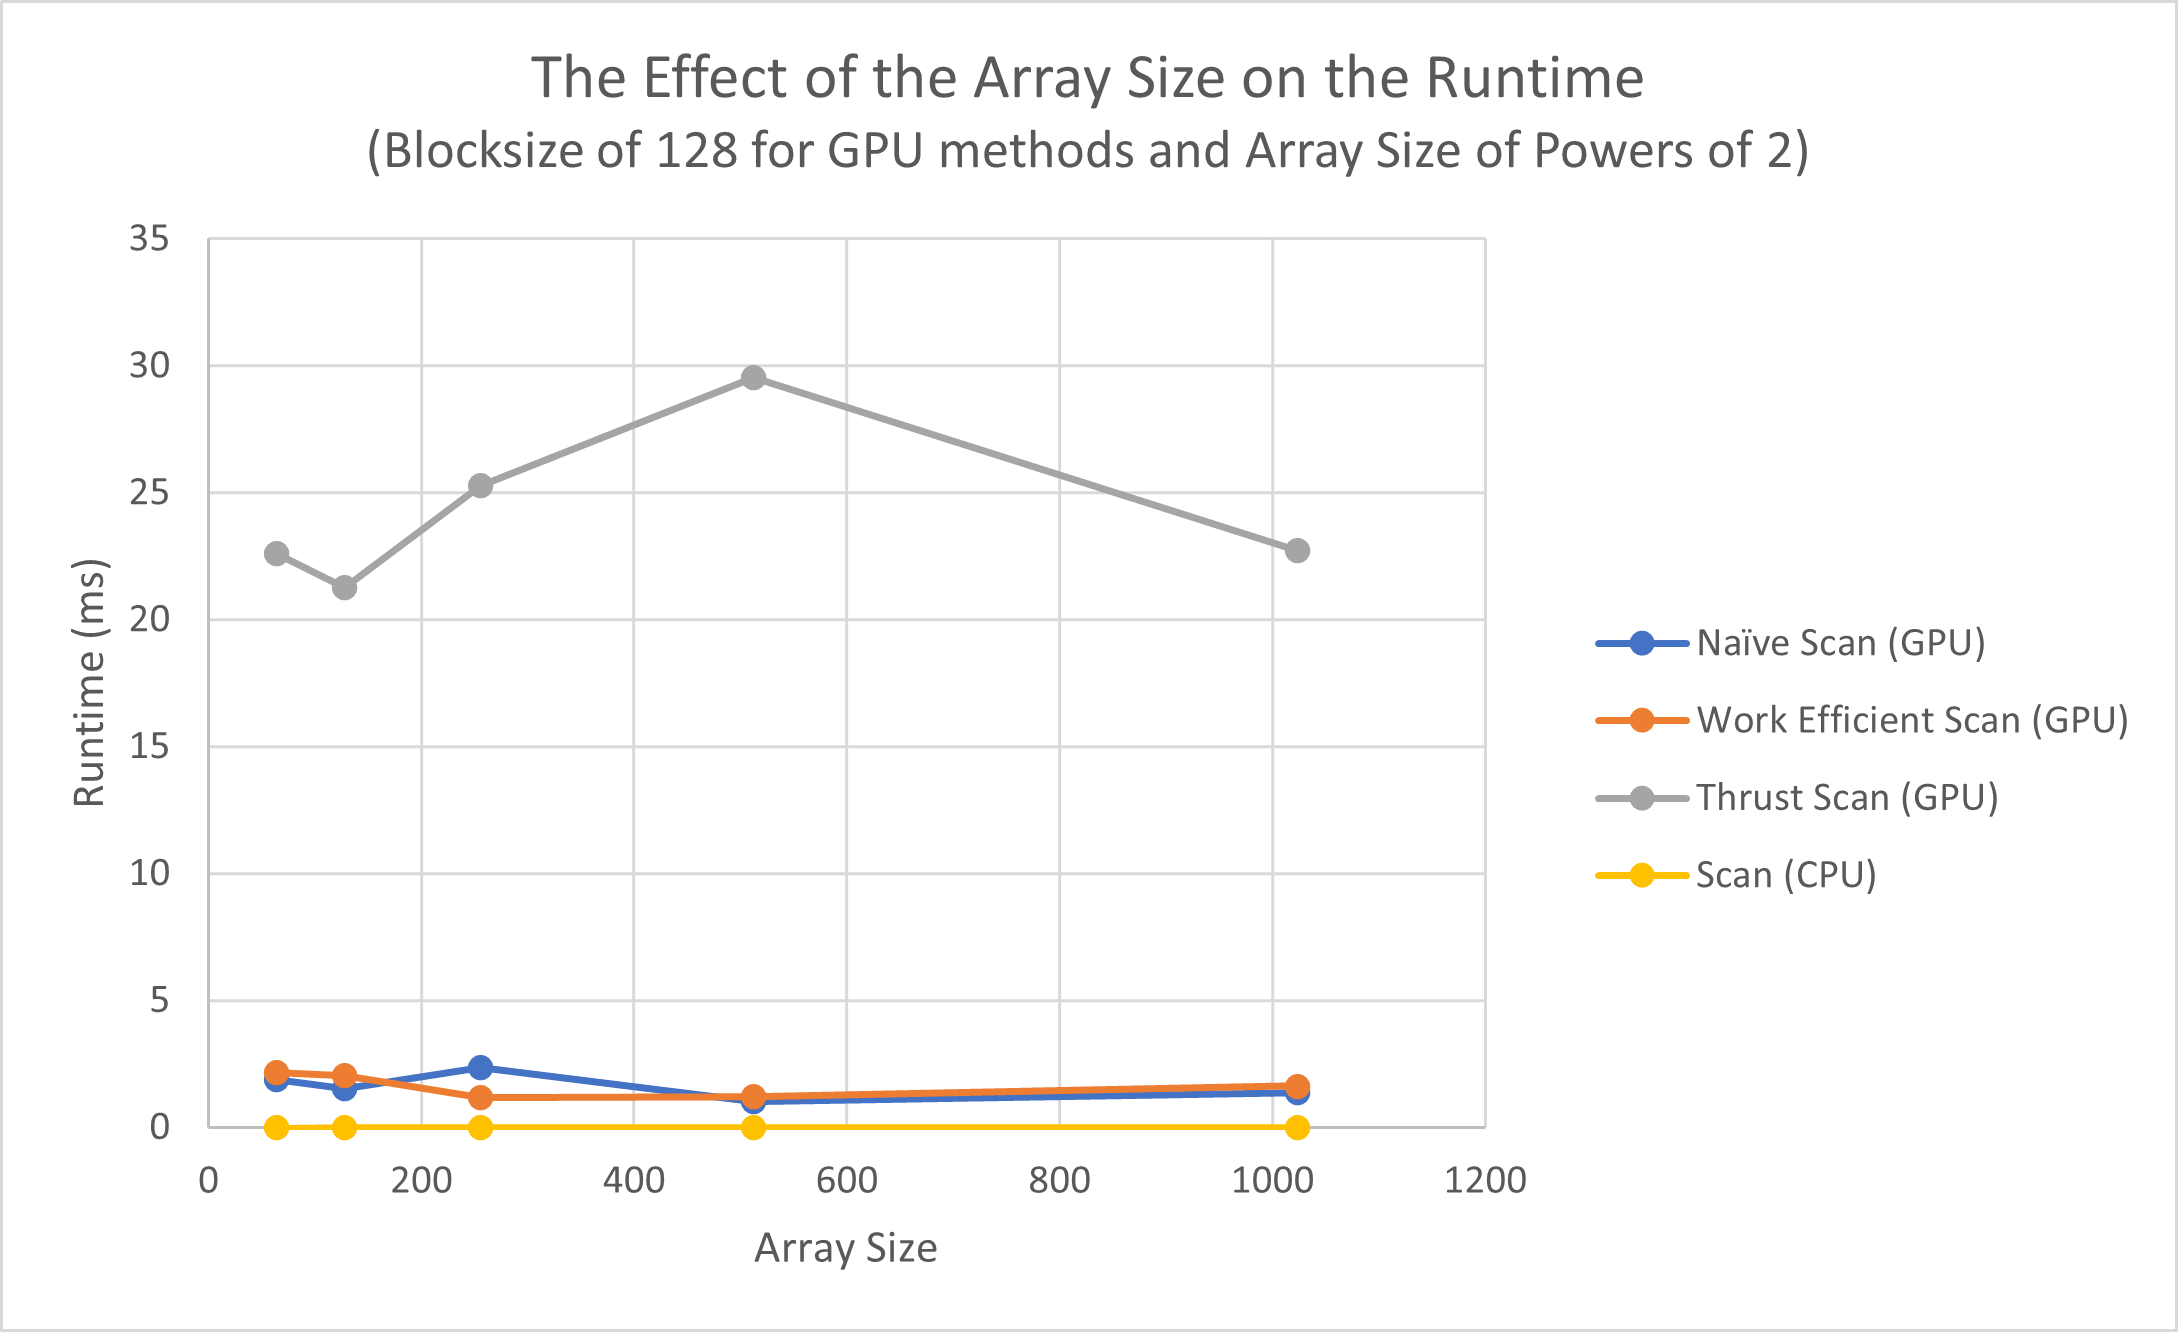 The Effect of the Array Size on the Runtime
(Blocksize of 128 for GPU methods and Array Size of Powers of 2)
35
30
25
20
15
10
5
0
Runtime (ms)
0 200 400 600 800 1000 1200
Array Size
Naïve Scan (GPU)
Work Efficient Scan (GPU)
Thrust Scan (GPU)
Scan (CPU)